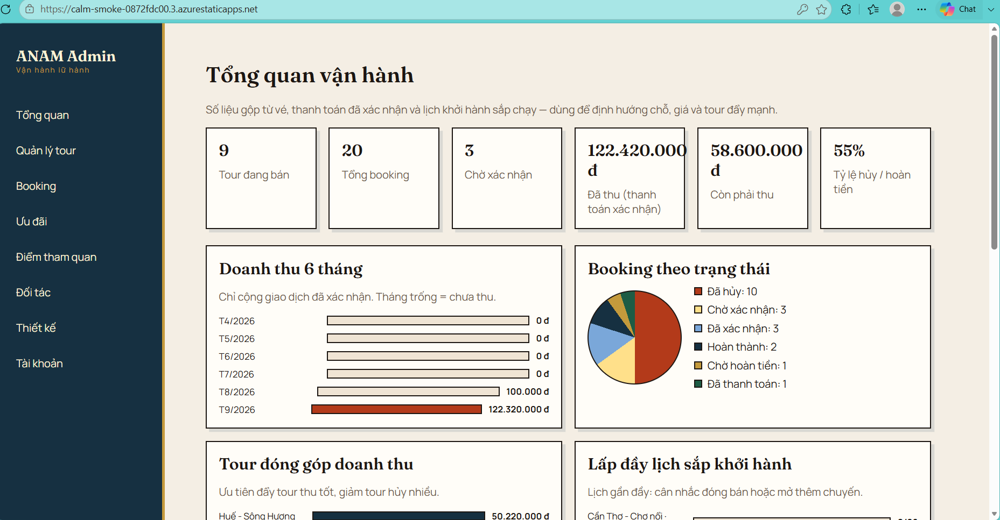 https://calm-smoke-0872fdc00.3.azurestaticapps.net
Chat
ANAM Admin
Vận hành lữ hành
Tổng quan
Quản lý tour
Booking
Ưu đãi
Điểm tham quan
Đối tác
Thiết kế
Tài khoản
Tổng quan vận hành
Số liệu gộp từ vé, thanh toán đã xác nhận và lịch khởi hành sắp chạy — dùng để định hướng chỗ, giá và tour đẩy mạnh.
9
Tour đang bán
20
Tổng booking
3
Chờ xác nhận
122.420.000
đ
Đã thu (thanh
toán xác nhận)
58.600.000
đ
Còn phải thu
55%
Tỷ lệ hủy / hoàn
tiền
Doanh thu 6 tháng
Chỉ cộng giao dịch đã xác nhận. Tháng trống = chưa thu.
T4/2026 0 đ
T5/2026 0 đ
T6/2026 0 đ
T7/2026 0 đ
T8/2026 100.000 đ
T9/2026 122.320.000 đ
Booking theo trạng thái
Đã hủy: 10
Chờ xác nhận: 3
Đã xác nhận: 3
Hoàn thành: 2
Chờ hoàn tiền: 1
Đã thanh toán: 1
Tour đóng góp doanh thu
Ưu tiên đẩy tour thu tốt, giảm tour hủy nhiều.
Huế - Sông Hương 50.220.000 đ
Lấp đầy lịch sắp khởi hành
Lịch gần đầy: cân nhắc đóng bán hoặc mở thêm chuyến.
Cần Thơ - Chợ nổi ·